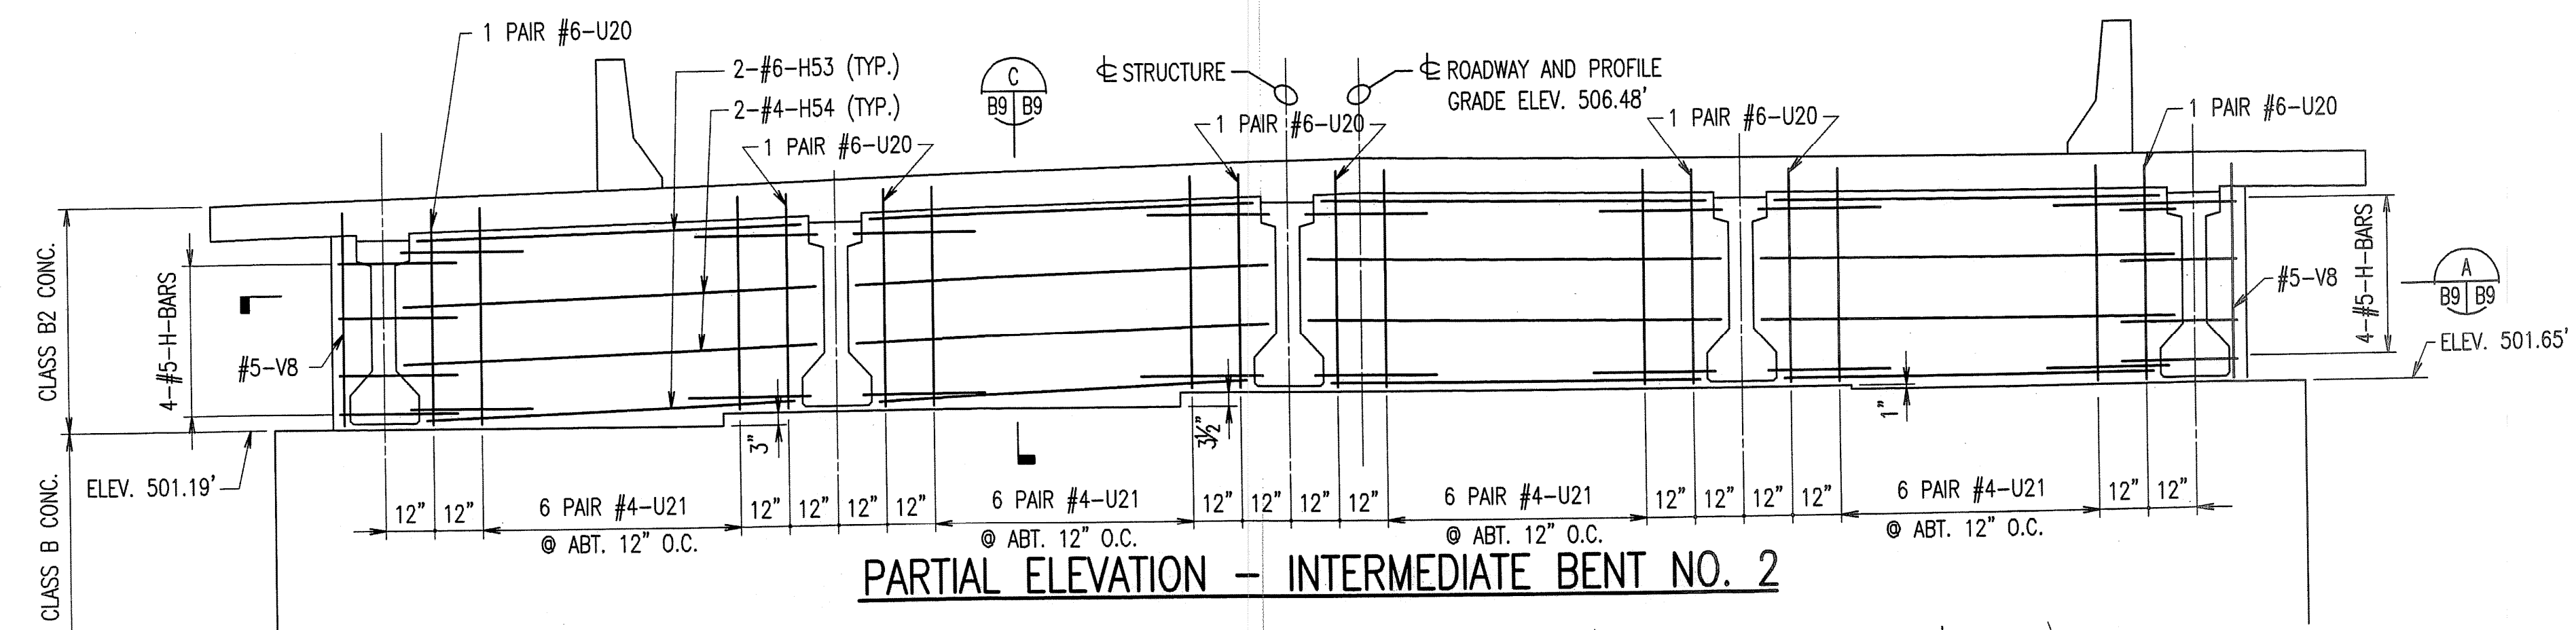 1 PAIR #6-U20
2-#6-H53 (TYP.)
2-#4-H54 (TYP.)
1 PAIR #6-U20
C
B9 B9
℄ STRUCTURE
℄ ROADWAY AND PROFILE
GRADE ELEV. 506.48'
1 PAIR #6-U20
1 PAIR #6-U20
1 PAIR #6-U20
CLASS B2 CONC.
4-#5-H-BARS
#5-V8
#5-V8
4-#5-H-BARS
A
B9 B9
ELEV. 501.65'
CLASS B CONC.
ELEV. 501.19'
3"
3½"
1"
12" 12" 6 PAIR #4-U21 12" 12" 12" 12" 6 PAIR #4-U21 12" 12" 12" 12" 6 PAIR #4-U21 12" 12" 12" 12" 6 PAIR #4-U21 12" 12"
@ ABT. 12" O.C. @ ABT. 12" O.C. @ ABT. 12" O.C. @ ABT. 12" O.C.
PARTIAL ELEVATION - INTERMEDIATE BENT NO. 2